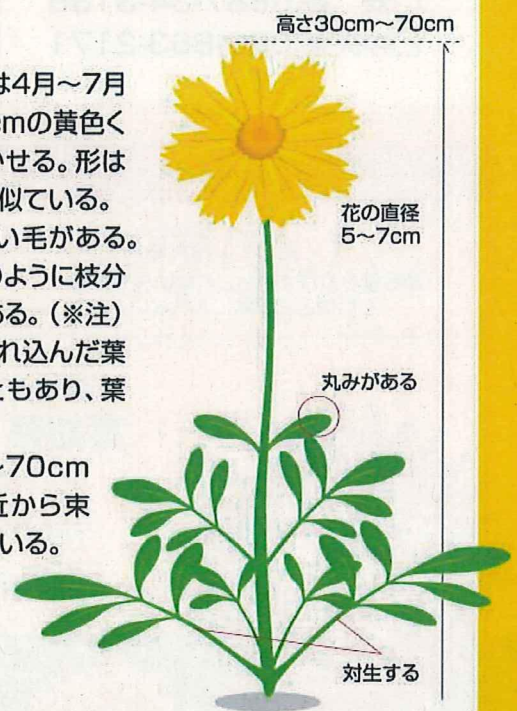 高さ30cm〜70cm
は4月〜7月
cmの黄色く
かせる。形は
似ている。
い毛がある。
のように枝分
ある。(※注)
れ込んだ葉
ともあり、葉
〜70cm
近から束
いる。
花の直径
5〜7cm
丸みがある
対生する